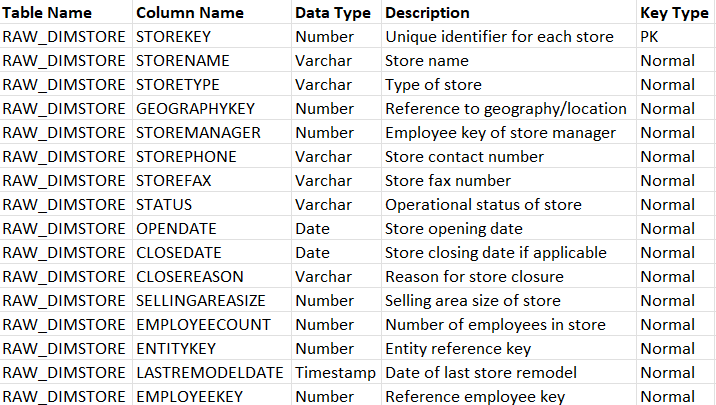 Table Name Column Name Data Type Description Key Type
RAW_DIMSTORE STOREKEY Number Unique identifier for each store PK
RAW_DIMSTORE STORENAME Varchar Store name Normal
RAW_DIMSTORE STORETYPE Varchar Type of store Normal
RAW_DIMSTORE GEOGRAPHYKEY Number Reference to geography/location Normal
RAW_DIMSTORE STOREMANAGER Number Employee key of store manager Normal
RAW_DIMSTORE STOREPHONE Varchar Store contact number Normal
RAW_DIMSTORE STOREFAX Varchar Store fax number Normal
RAW_DIMSTORE STATUS Varchar Operational status of store Normal
RAW_DIMSTORE OPENDATE Date Store opening date Normal
RAW_DIMSTORE CLOSEDATE Date Store closing date if applicable Normal
RAW_DIMSTORE CLOSEREASON Varchar Reason for store closure Normal
RAW_DIMSTORE SELLINGAREASIZE Number Selling area size of store Normal
RAW_DIMSTORE EMPLOYEECOUNT Number Number of employees in store Normal
RAW_DIMSTORE ENTITYKEY Number Entity reference key Normal
RAW_DIMSTORE LASTREMODELDATE Timestamp Date of last store remodel Normal
RAW_DIMSTORE EMPLOYEEKEY Number Reference employee key Normal